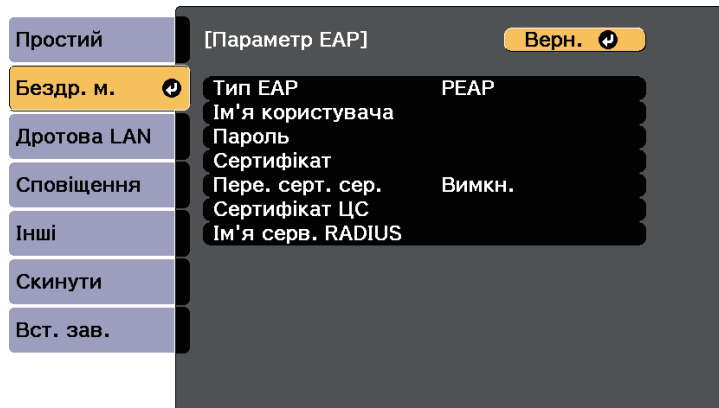 Простий
Бездр. м.
Дротова LAN
Сповіщення
Інші
Скинути
Вст. зав.
[Параметр EAP]
Верн.
Тип EAP PEAP
Ім'я користувача
Пароль
Сертифікат
Пере. серт. сер. Вимкн.
Сертифікат ЦС
Ім'я серв. RADIUS